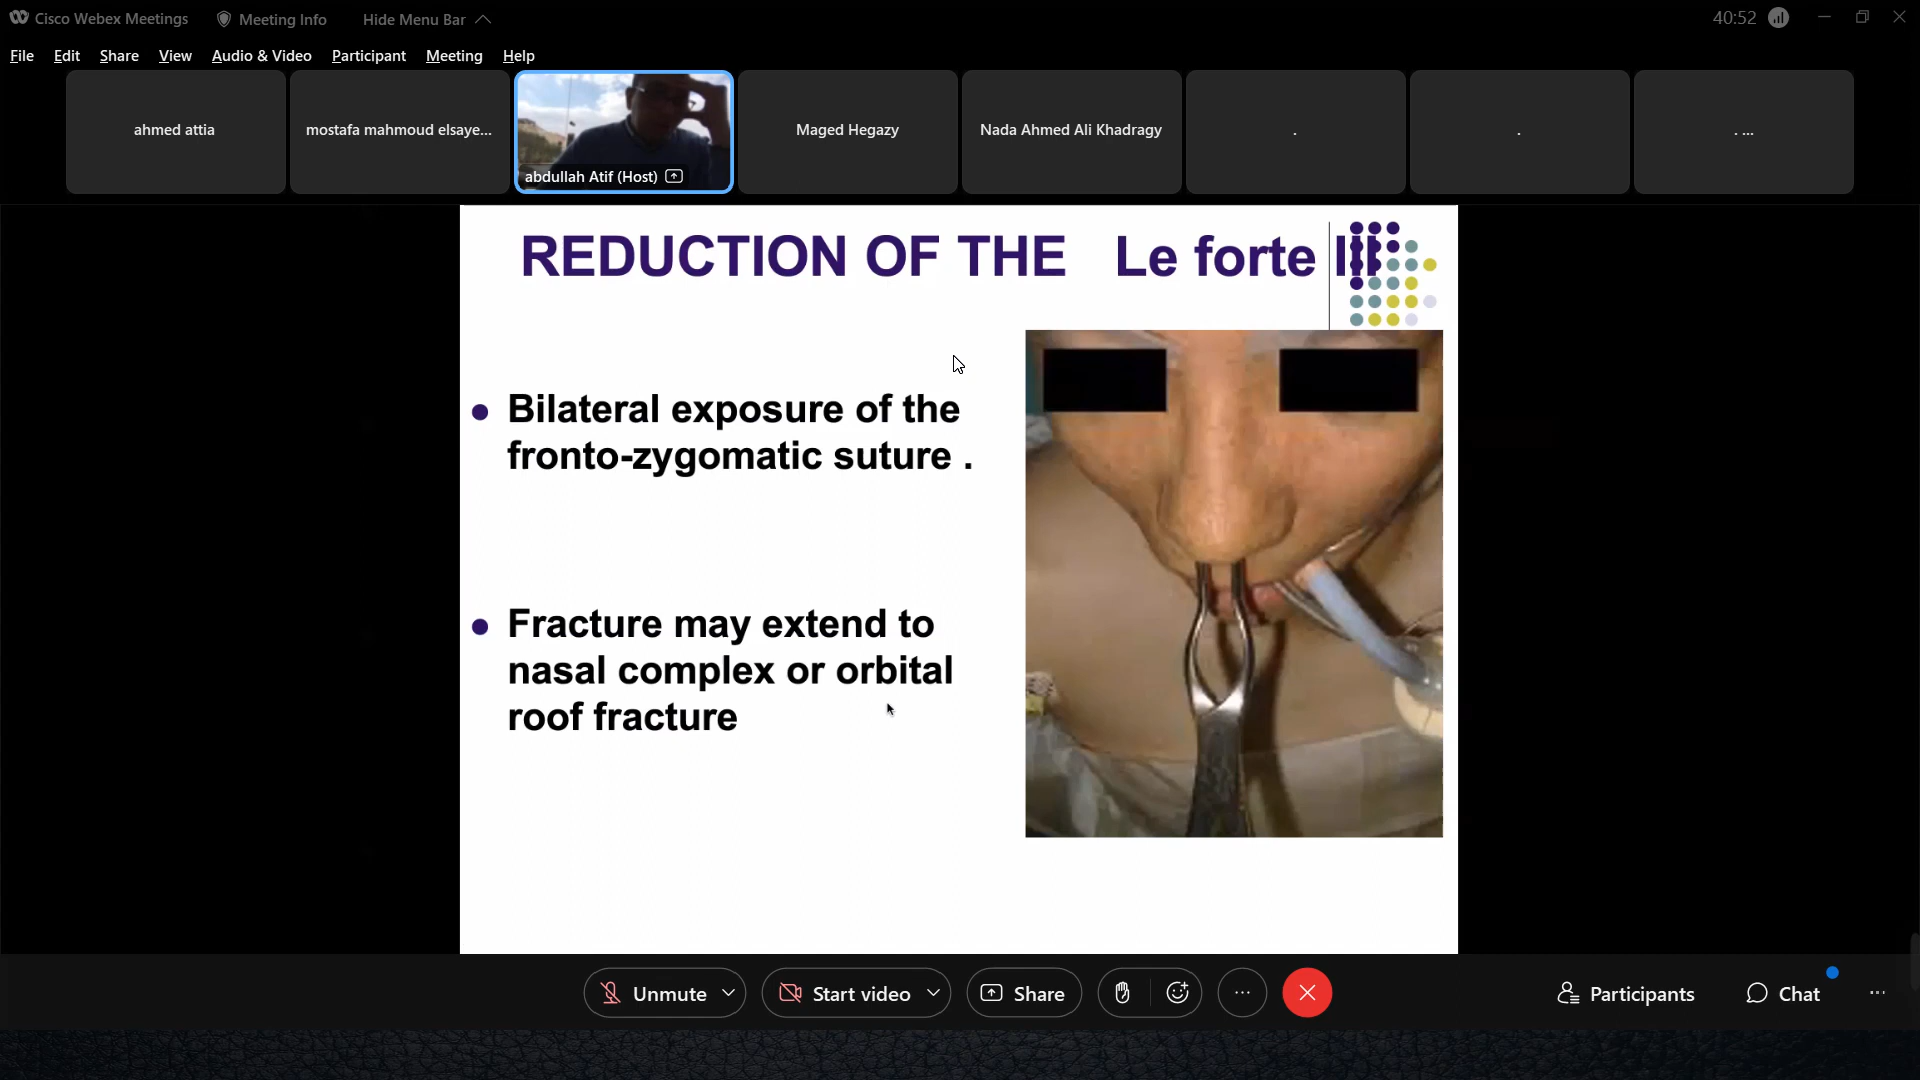 Cisco Webex Meetings
Meeting Info
Hide Menu Bar
40:52
File Edit Share View Audio & Video Participant Meeting Help
ahmed attia
mostafa mahmoud elsaye...
abdullah Atif (Host)
Maged Hegazy
Nada Ahmed Ali Khadragy
.
.
. ...
REDUCTION OF THE Le forte III
Bilateral exposure of the
fronto-zygomatic suture .
Fracture may extend to
nasal complex or orbital
roof fracture
Unmute
Start video
Share
Participants
Chat